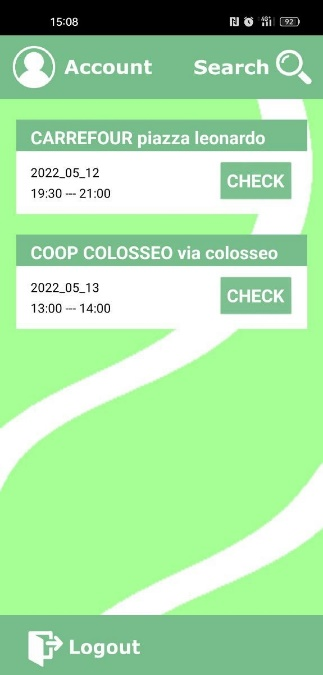 15:08
92
Account Search
CARREFOUR piazza leonardo
2022_05_12
19:30 --- 21:00
CHECK
COOP COLOSSEO via colosseo
2022_05_13
13:00 --- 14:00
CHECK
Logout